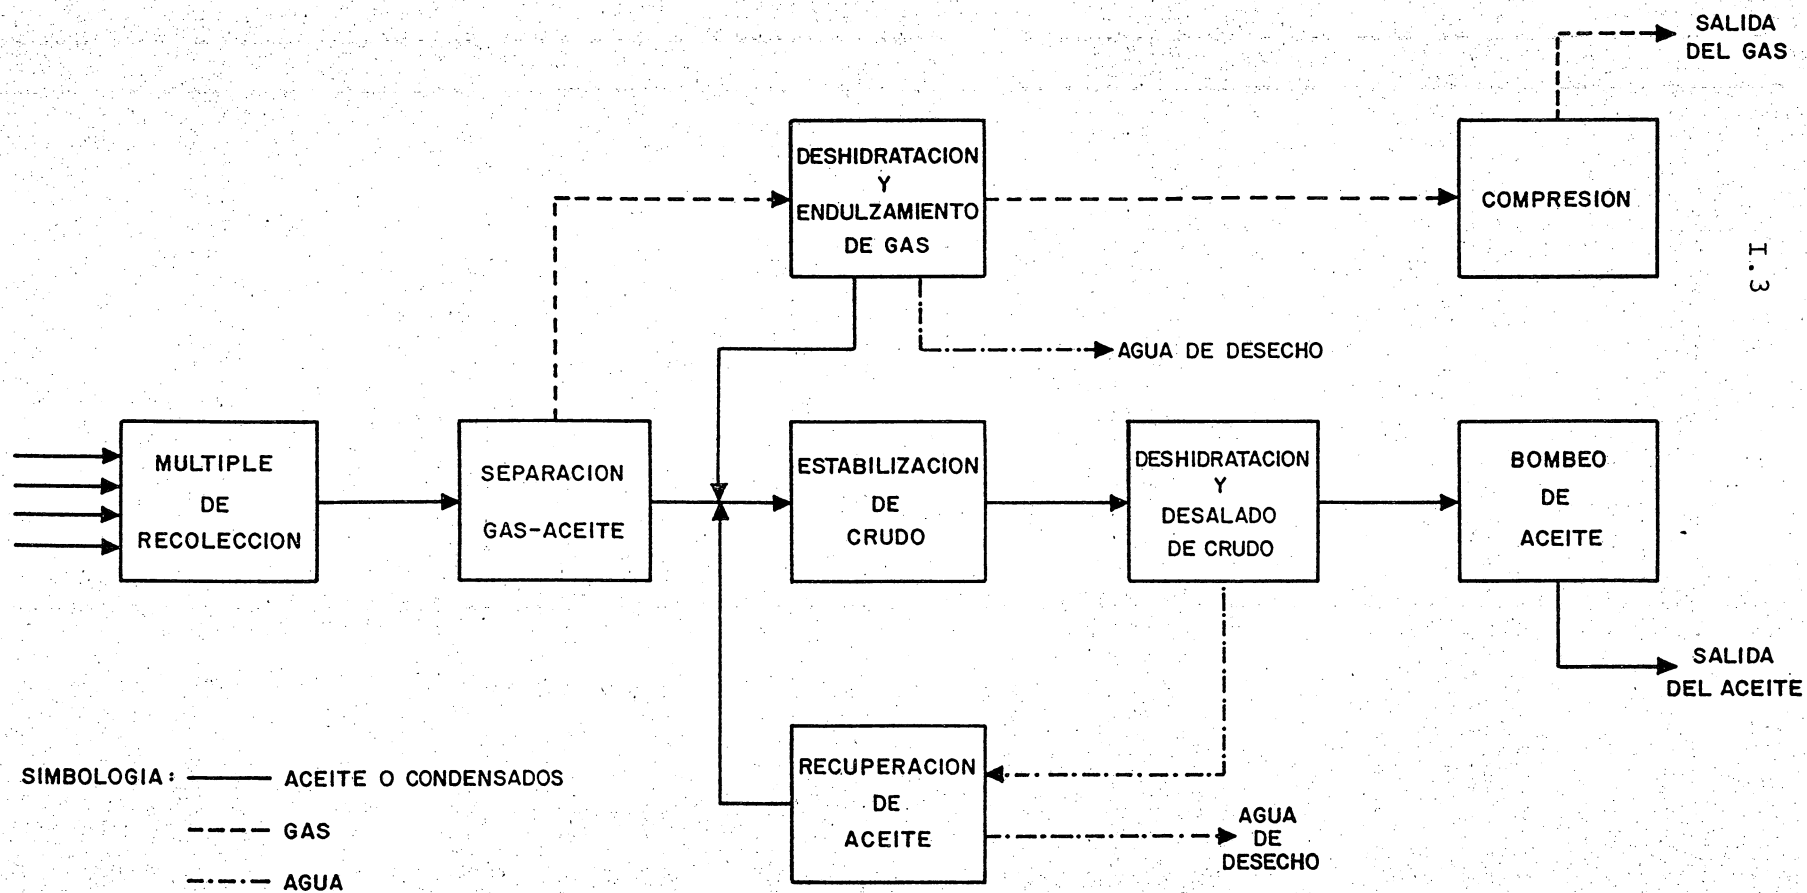 SALIDA
DEL GAS
DESHIDRATACION
Y
ENDULZAMIENTO
DE GAS
COMPRESION
I.3
AGUA DE DESECHO
MULTIPLE
DE
RECOLECCION
SEPARACION
GAS-ACEITE
ESTABILIZACION
DE
CRUDO
DESHIDRATACION
Y
DESALADO
DE CRUDO
BOMBEO
DE
ACEITE
SALIDA
DEL ACEITE
RECUPERACION
DE
ACEITE
AGUA
DE
DESECHO
SIMBOLOGIA: ACEITE O CONDENSADOS
GAS
AGUA